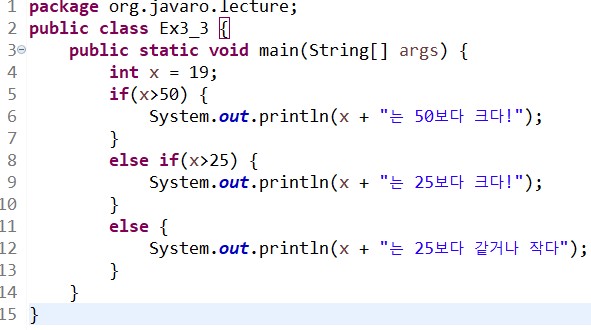 1 package org.javaro.lecture;
2 public class Ex3_3 {
3 public static void main(String[] args) {
4 int x = 19;
5 if(x>50) {
6 System.out.println(x + "는 50보다 크다!");
7 }
8 else if(x>25) {
9 System.out.println(x + "는 25보다 크다!");
10 }
11 else {
12 System.out.println(x + "는 25보다 같거나 작다");
13 }
14 }
15 }